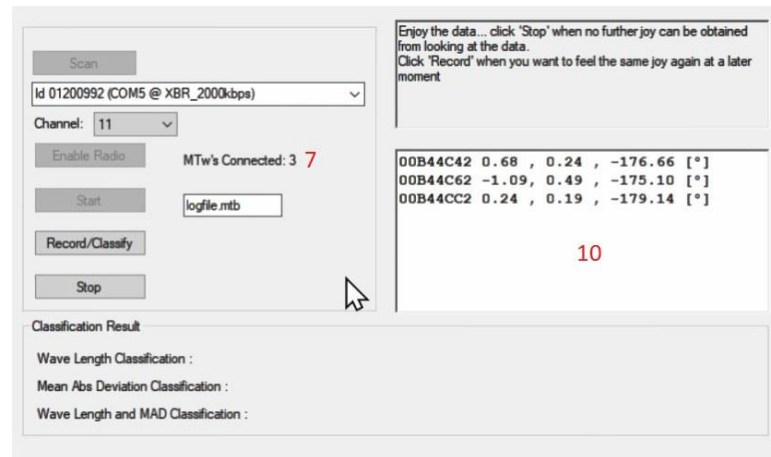 Scan
Id 01200992 (COM5 @ XBR_2000kbps)
Channel: 11
Enable Radio
MTw's Connected: 3 7
Start
logfile.mtb
Record/Classify
Stop
Enjoy the data... click 'Stop' when no further joy can be obtained
from looking at the data.
Click 'Record' when you want to feel the same joy again at a later
moment
00B44C42 0.68 , 0.24 , -176.66 [°]
00B44C62 -1.09, 0.49 , -175.10 [°]
00B44CC2 0.24 , 0.19 , -179.14 [°]
10
Classification Result
Wave Length Classification :
Mean Abs Deviation Classification :
Wave Length and MAD Classification :